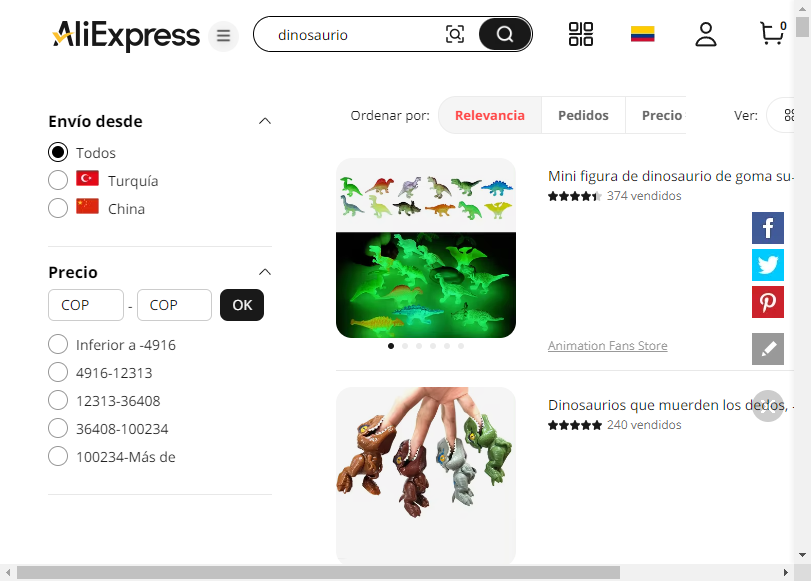 AliExpress
dinosaurio
0
Envío desde
Todos
Turquía
China
Precio
COP - COP OK
Inferior a -4916
4916-12313
12313-36408
36408-100234
100234-Más de
Ordenar por: Relevancia Pedidos Precio Ver:
Mini figura de dinosaurio de goma su
374 vendidos
Animation Fans Store
Dinosaurios que muerden los dedos,
240 vendidos